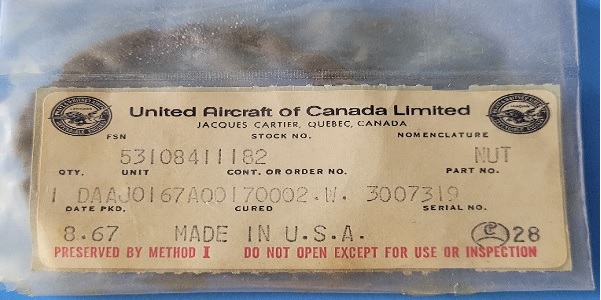 United Aircraft of Canada Limited
JACQUES CARTIER, QUEBEC, CANADA
FSN STOCK NO. NOMENCLATURE
53108411182 NUT
QTY. UNIT CONT. OR ORDER NO. PART NO.
1 DAAJ0167A00170002.W. 3007319
DATE PKD. CURED SERIAL NO.
8.67 MADE IN U.S.A. 28
PRESERVED BY METHOD I DO NOT OPEN EXCEPT FOR USE OR INSPECTION